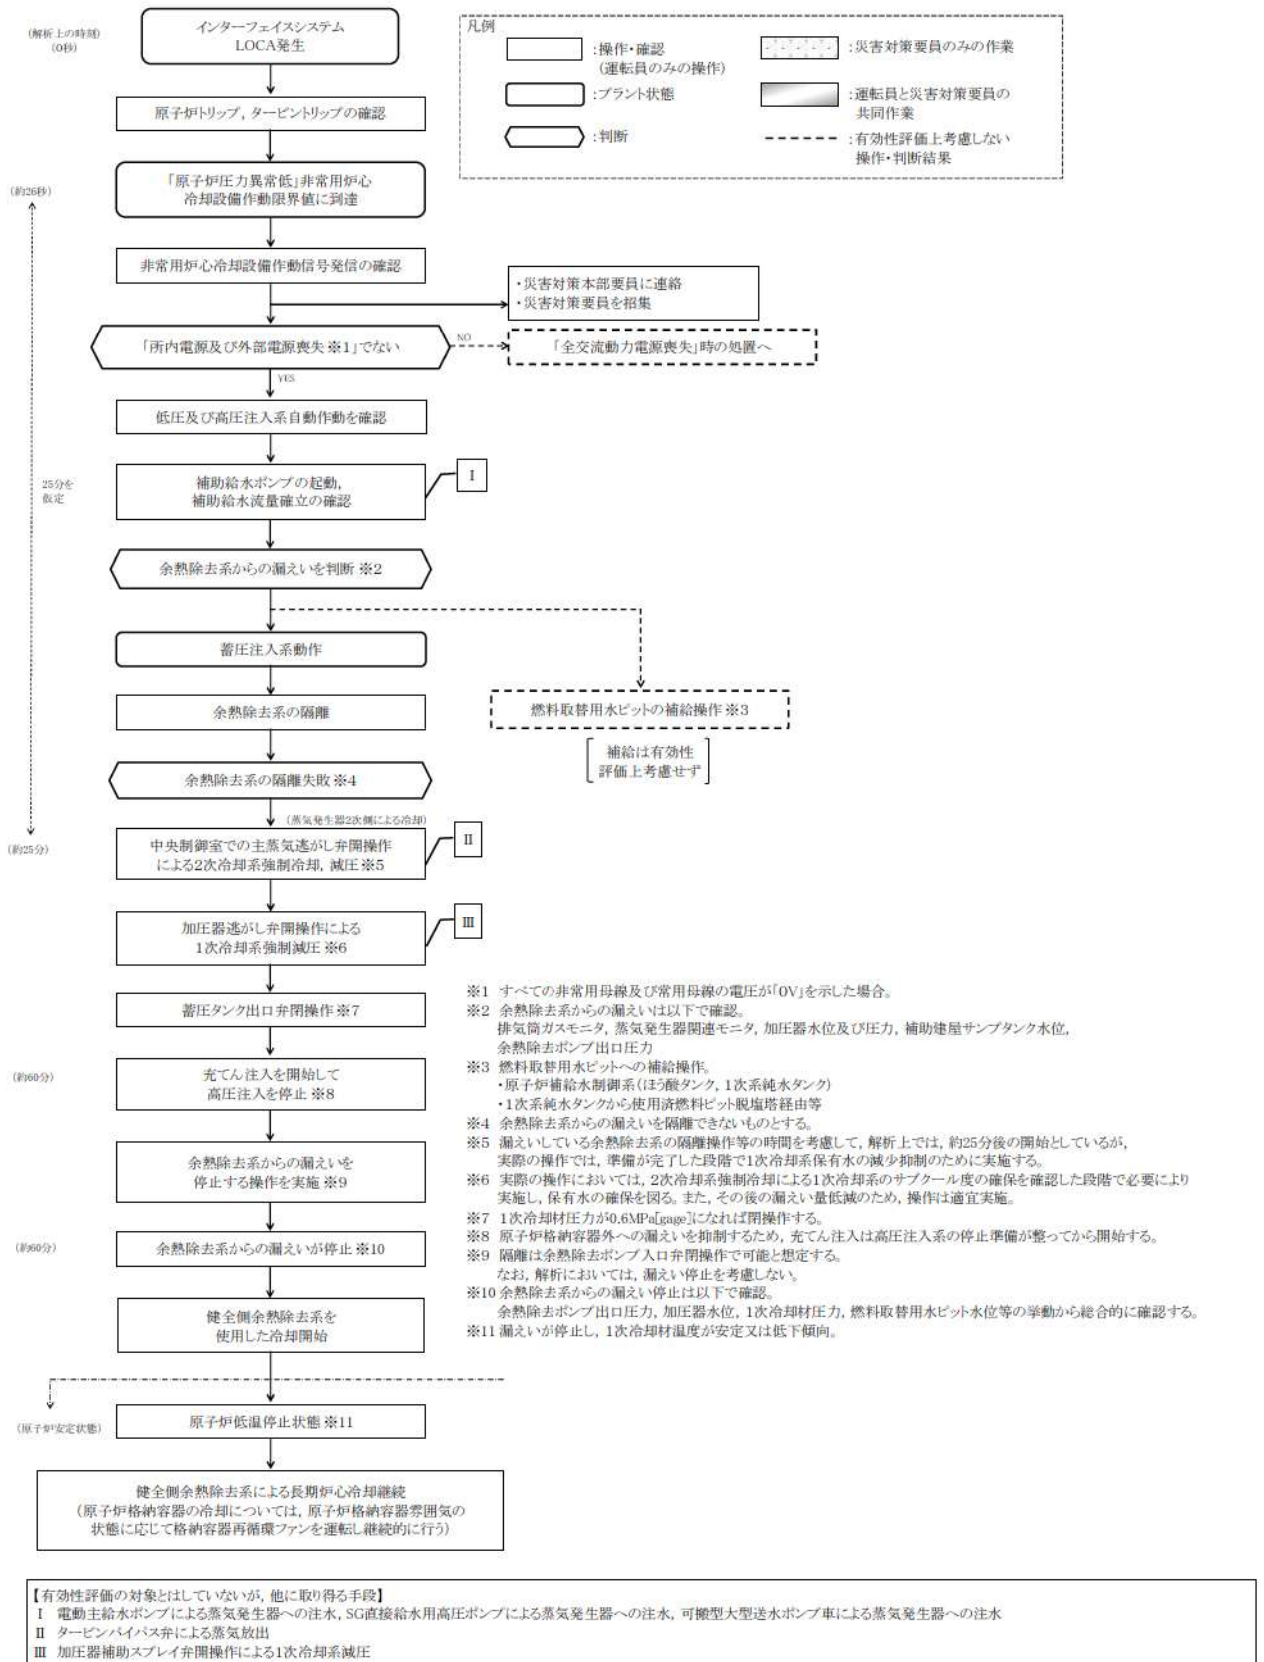 (解析上の時刻)
(0秒)
インターフェイスシステム
LOCA発生
凡例
:操作・確認
(運転員のみの操作)
:災害対策要員のみの作業
:プラント状態
:運転員と災害対策要員の
共同作業
:判断
:有効性評価上考慮しない
操作・判断結果
原子炉トリップ, タービントリップの確認
(約26秒)
「原子炉圧力異常低」非常用炉心
冷却設備作動限界値に到達
非常用炉心冷却設備作動信号発信の確認
・災害対策本部要員に連絡
・災害対策要員を招集
「所内電源及び外部電源喪失※1」でない
NO
「全交流動力電源喪失」時の処置へ
YES
低圧及び高圧注入系自動作動を確認
25分を
仮定
補助給水ポンプの起動,
補助給水流量確立の確認
I
余熱除去系からの漏えいを判断※2
蓄圧注入系動作
余熱除去系の隔離
燃料取替用水ピットの補給操作※3
補給は有効性
評価上考慮せず
余熱除去系の隔離失敗※4
(蒸気発生器2次側による冷却)
(約25分)
中央制御室での主蒸気逃がし弁開操作
による2次冷却系強制冷却, 減圧※5
II
加圧器逃がし弁開操作による
1次冷却系強制減圧※6
III
蓄圧タンク出口弁閉操作※7
(約60分)
充てん注入を開始して
高圧注入を停止※8
余熱除去系からの漏えいを
停止する操作を実施※9
(約60分)
余熱除去系からの漏えいが停止※10
健全側余熱除去系を
使用した冷却開始
(原子炉安定状態)
原子炉低温停止状態※11
健全側余熱除去系による長期炉心冷却継続
(原子炉格納容器の冷却については, 原子炉格納容器雰囲気の
状態に応じて格納容器再循環ファンを運転し継続的に行う)
※1 すべての非常用母線及び常用母線の電圧が「0V」を示した場合。
※2 余熱除去系からの漏えいは以下で確認。
排気筒ガスモニタ, 蒸気発生器関連モニタ, 加圧器水位及び圧力, 補助建屋サンプタンク水位,
余熱除去ポンプ出口圧力
※3 燃料取替用水ピットへの補給操作。
・原子炉補給水制御系(ほう酸タンク, 1次系純水タンク)
・1次系純水タンクから使用済燃料ピット脱塩塔経由等
※4 余熱除去系からの漏えいを隔離できないものとする。
※5 漏えいしている余熱除去系の隔離操作等の時間を考慮して, 解析上では, 約25分後の開始としているが,
実際の操作では, 準備が完了した段階で1次冷却系保有水の減少抑制のために実施する。
※6 実際の操作においては, 2次冷却系強制冷却による1次冷却系のサブクール度の確保を確認した段階で必要により
実施し, 保有水の確保を図る。また, その後の漏えい量低減のため, 操作は適宜実施。
※7 1次冷却材圧力が0.6MPa[gage]になれば閉操作する。
※8 原子炉格納容器外への漏えいを抑制するため, 充てん注入は高圧注入系の停止準備が整ってから開始する。
※9 隔離は余熱除去ポンプ入口弁閉操作で可能と想定する。
なお, 解析においては, 漏えい停止を考慮しない。
※10 余熱除去系からの漏えい停止は以下で確認。
余熱除去ポンプ出口圧力, 加圧器水位, 1次冷却材圧力, 燃料取替用水ピット水位等の挙動から総合的に確認する。
※11 漏えいが停止し, 1次冷却材温度が安定又は低下傾向。
【有効性評価の対象とはしていないが, 他に取り得る手段】
I 電動主給水ポンプによる蒸気発生器への注水, SG直接給水用高圧ポンプによる蒸気発生器への注水, 可搬型大型送水ポンプ車による蒸気発生器への注水
II タービンバイパス弁による蒸気放出
III 加圧器補助スプレイ弁開操作による1次冷却系減圧